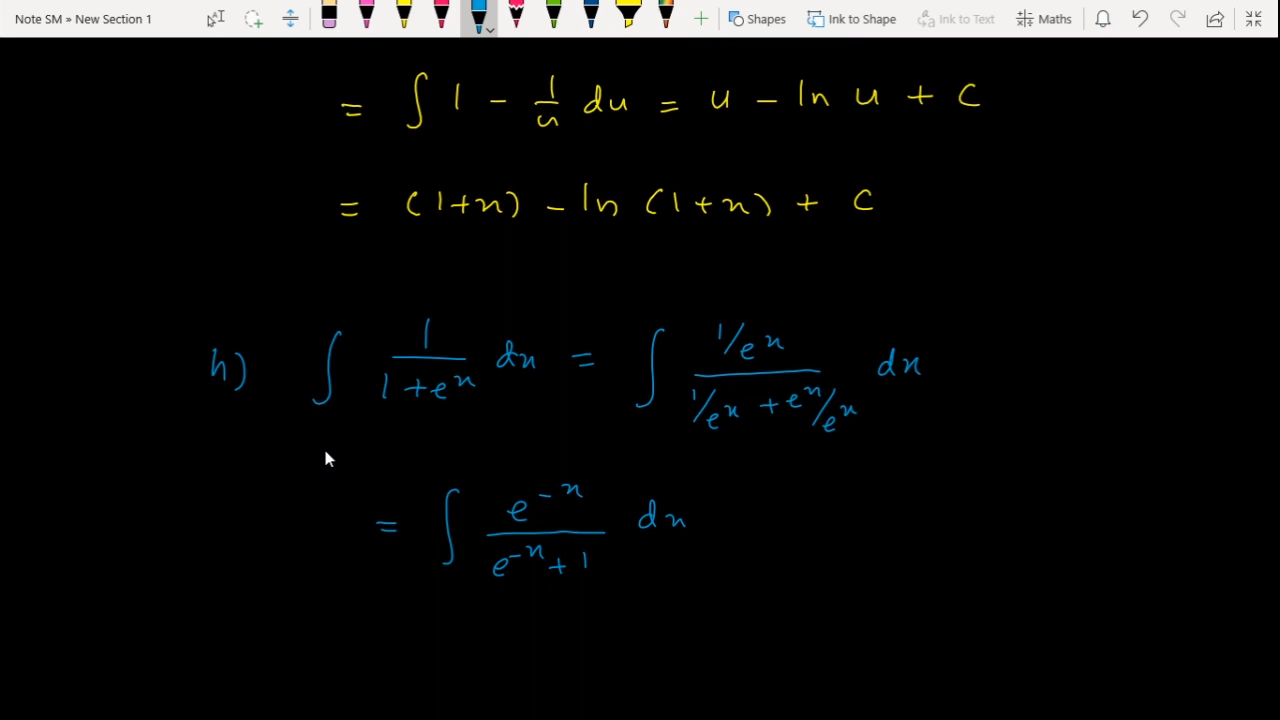 Note SM » New Section 1
Shapes
Ink to Shape
Ink to Text
Maths
= ∫ 1 - 1/u du = u - ln u + c
= (1+x) - ln (1+x) + c
h) ∫ 1/(1+e^x) dx = ∫ (1/e^x)/(1/e^x + e^x/e^x) dx
= ∫ e^-x/(e^-x + 1) dx